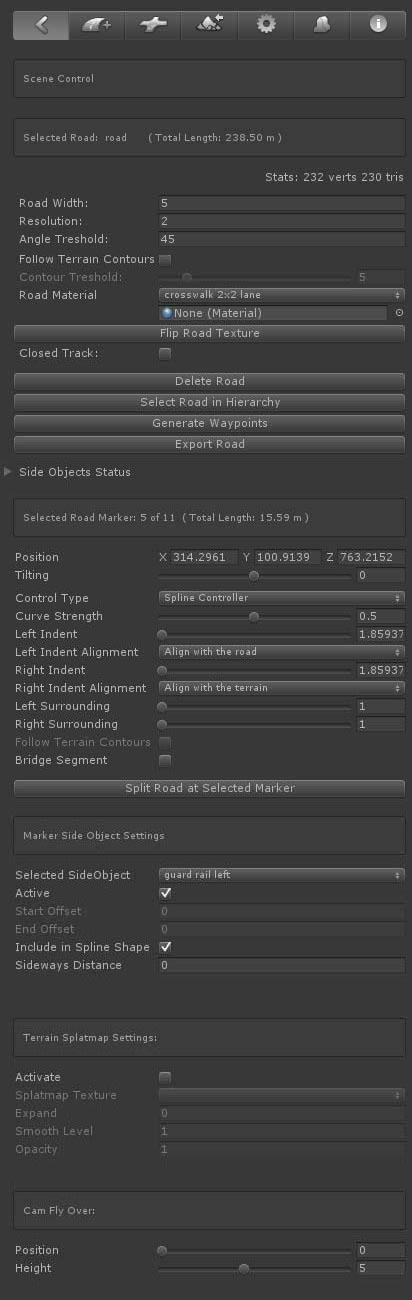 Scene Control
Selected Road: road ( Total Length: 238.50 m )
Stats: 232 verts 230 tris
Road Width: 5
Resolution: 2
Angle Treshold: 45
Follow Terrain Contours
Contour Treshold: 5
Road Material crosswalk 2x2 lane
None (Material)
Flip Road Texture
Closed Track:
Delete Road
Select Road in Hierarchy
Generate Waypoints
Export Road
Side Objects Status
Selected Road Marker: 5 of 11 ( Total Length: 15.59 m )
Position X 314.2961 Y 100.9139 Z 763.2152
Tilting 0
Control Type Spline Controller
Curve Strength 0.5
Left Indent 1.85937
Left Indent Alignment Align with the road
Right Indent 1.85937
Right Indent Alignment Align with the terrain
Left Surrounding 1
Right Surrounding 1
Follow Terrain Contours
Bridge Segment
Split Road at Selected Marker
Marker Side Object Settings
Selected SideObject guard rail left
Active
Start Offset 0
End Offset 0
Include in Spline Shape
Sideways Distance 0
Terrain Splatmap Settings:
Activate
Splatmap Texture
Expand 0
Smooth Level 1
Opacity 1
Cam Fly Over:
Position 0
Height 5